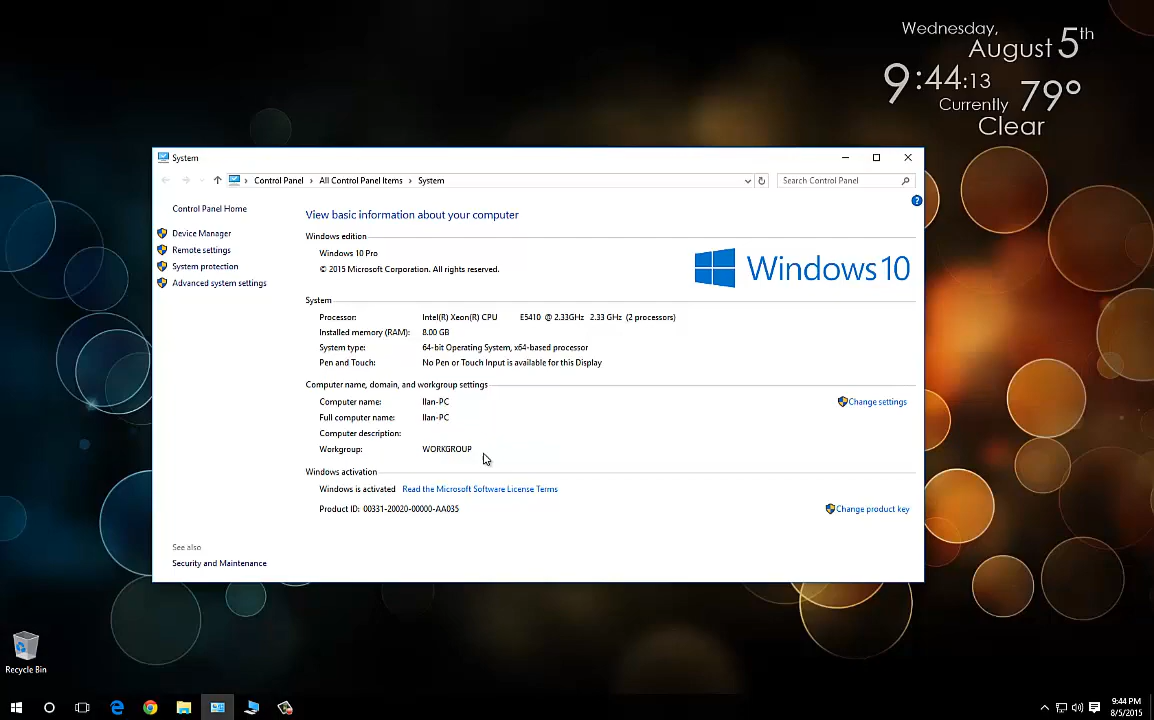 Wednesday,
August 5th
9:44:13
Currently 79°
Clear
System
Control Panel > All Control Panel Items > System
Search Control Panel
Control Panel Home
Device Manager
Remote settings
System protection
Advanced system settings
See also
Security and Maintenance
View basic information about your computer
Windows edition
Windows 10 Pro
© 2015 Microsoft Corporation. All rights reserved.
Windows 10
System
Processor: Intel(R) Xeon(R) CPU E5410 @ 2.33GHz 2.33 GHz (2 processors)
Installed memory (RAM): 8.00 GB
System type: 64-bit Operating System, x64-based processor
Pen and Touch: No Pen or Touch Input is available for this Display
Computer name, domain, and workgroup settings
Computer name: Ilan-PC
Change settings
Full computer name: Ilan-PC
Computer description:
Workgroup: WORKGROUP
Windows activation
Windows is activated Read the Microsoft Software License Terms
Product ID: 00331-20020-00000-AA035
Change product key
Recycle Bin
9:44 PM
8/5/2015